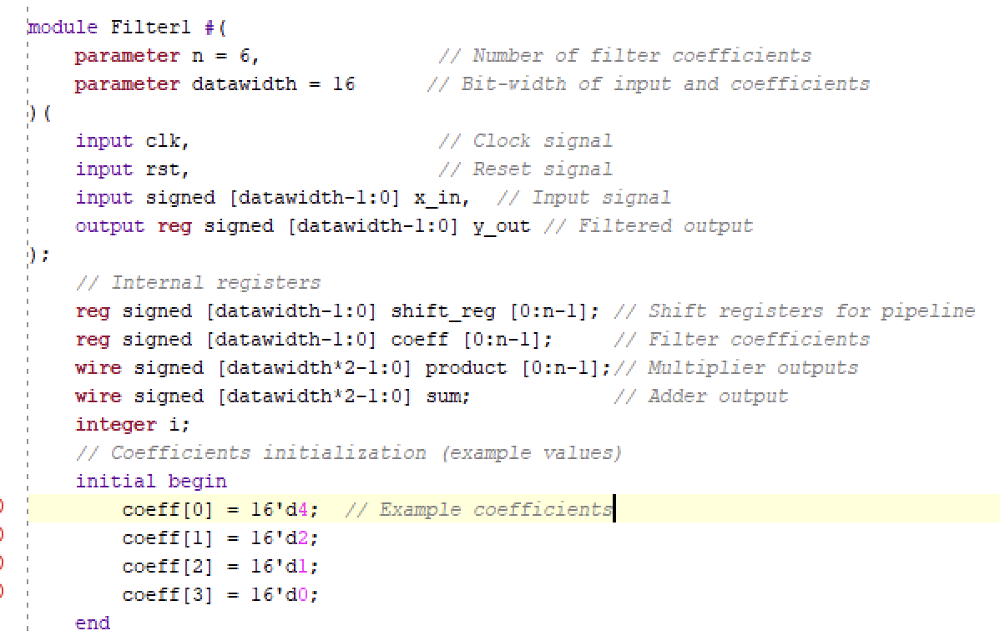 module Filter1 #(
    parameter n = 6,               // Number of filter coefficients
    parameter datawidth = 16      // Bit-width of input and coefficients
)(
    input clk,                     // Clock signal
    input rst,                     // Reset signal
    input signed [datawidth-1:0] x_in,  // Input signal
    output reg signed [datawidth-1:0] y_out // Filtered output
);
    // Internal registers
    reg signed [datawidth-1:0] shift_reg [0:n-1]; // Shift registers for pipeline
    reg signed [datawidth-1:0] coeff [0:n-1];     // Filter coefficients
    wire signed [datawidth*2-1:0] product [0:n-1];// Multiplier outputs
    wire signed [datawidth*2-1:0] sum;            // Adder output
    integer i;
    // Coefficients initialization (example values)
    initial begin
        coeff[0] = 16'd4;  // Example coefficients
        coeff[1] = 16'd2;
        coeff[2] = 16'd1;
        coeff[3] = 16'd0;
    end